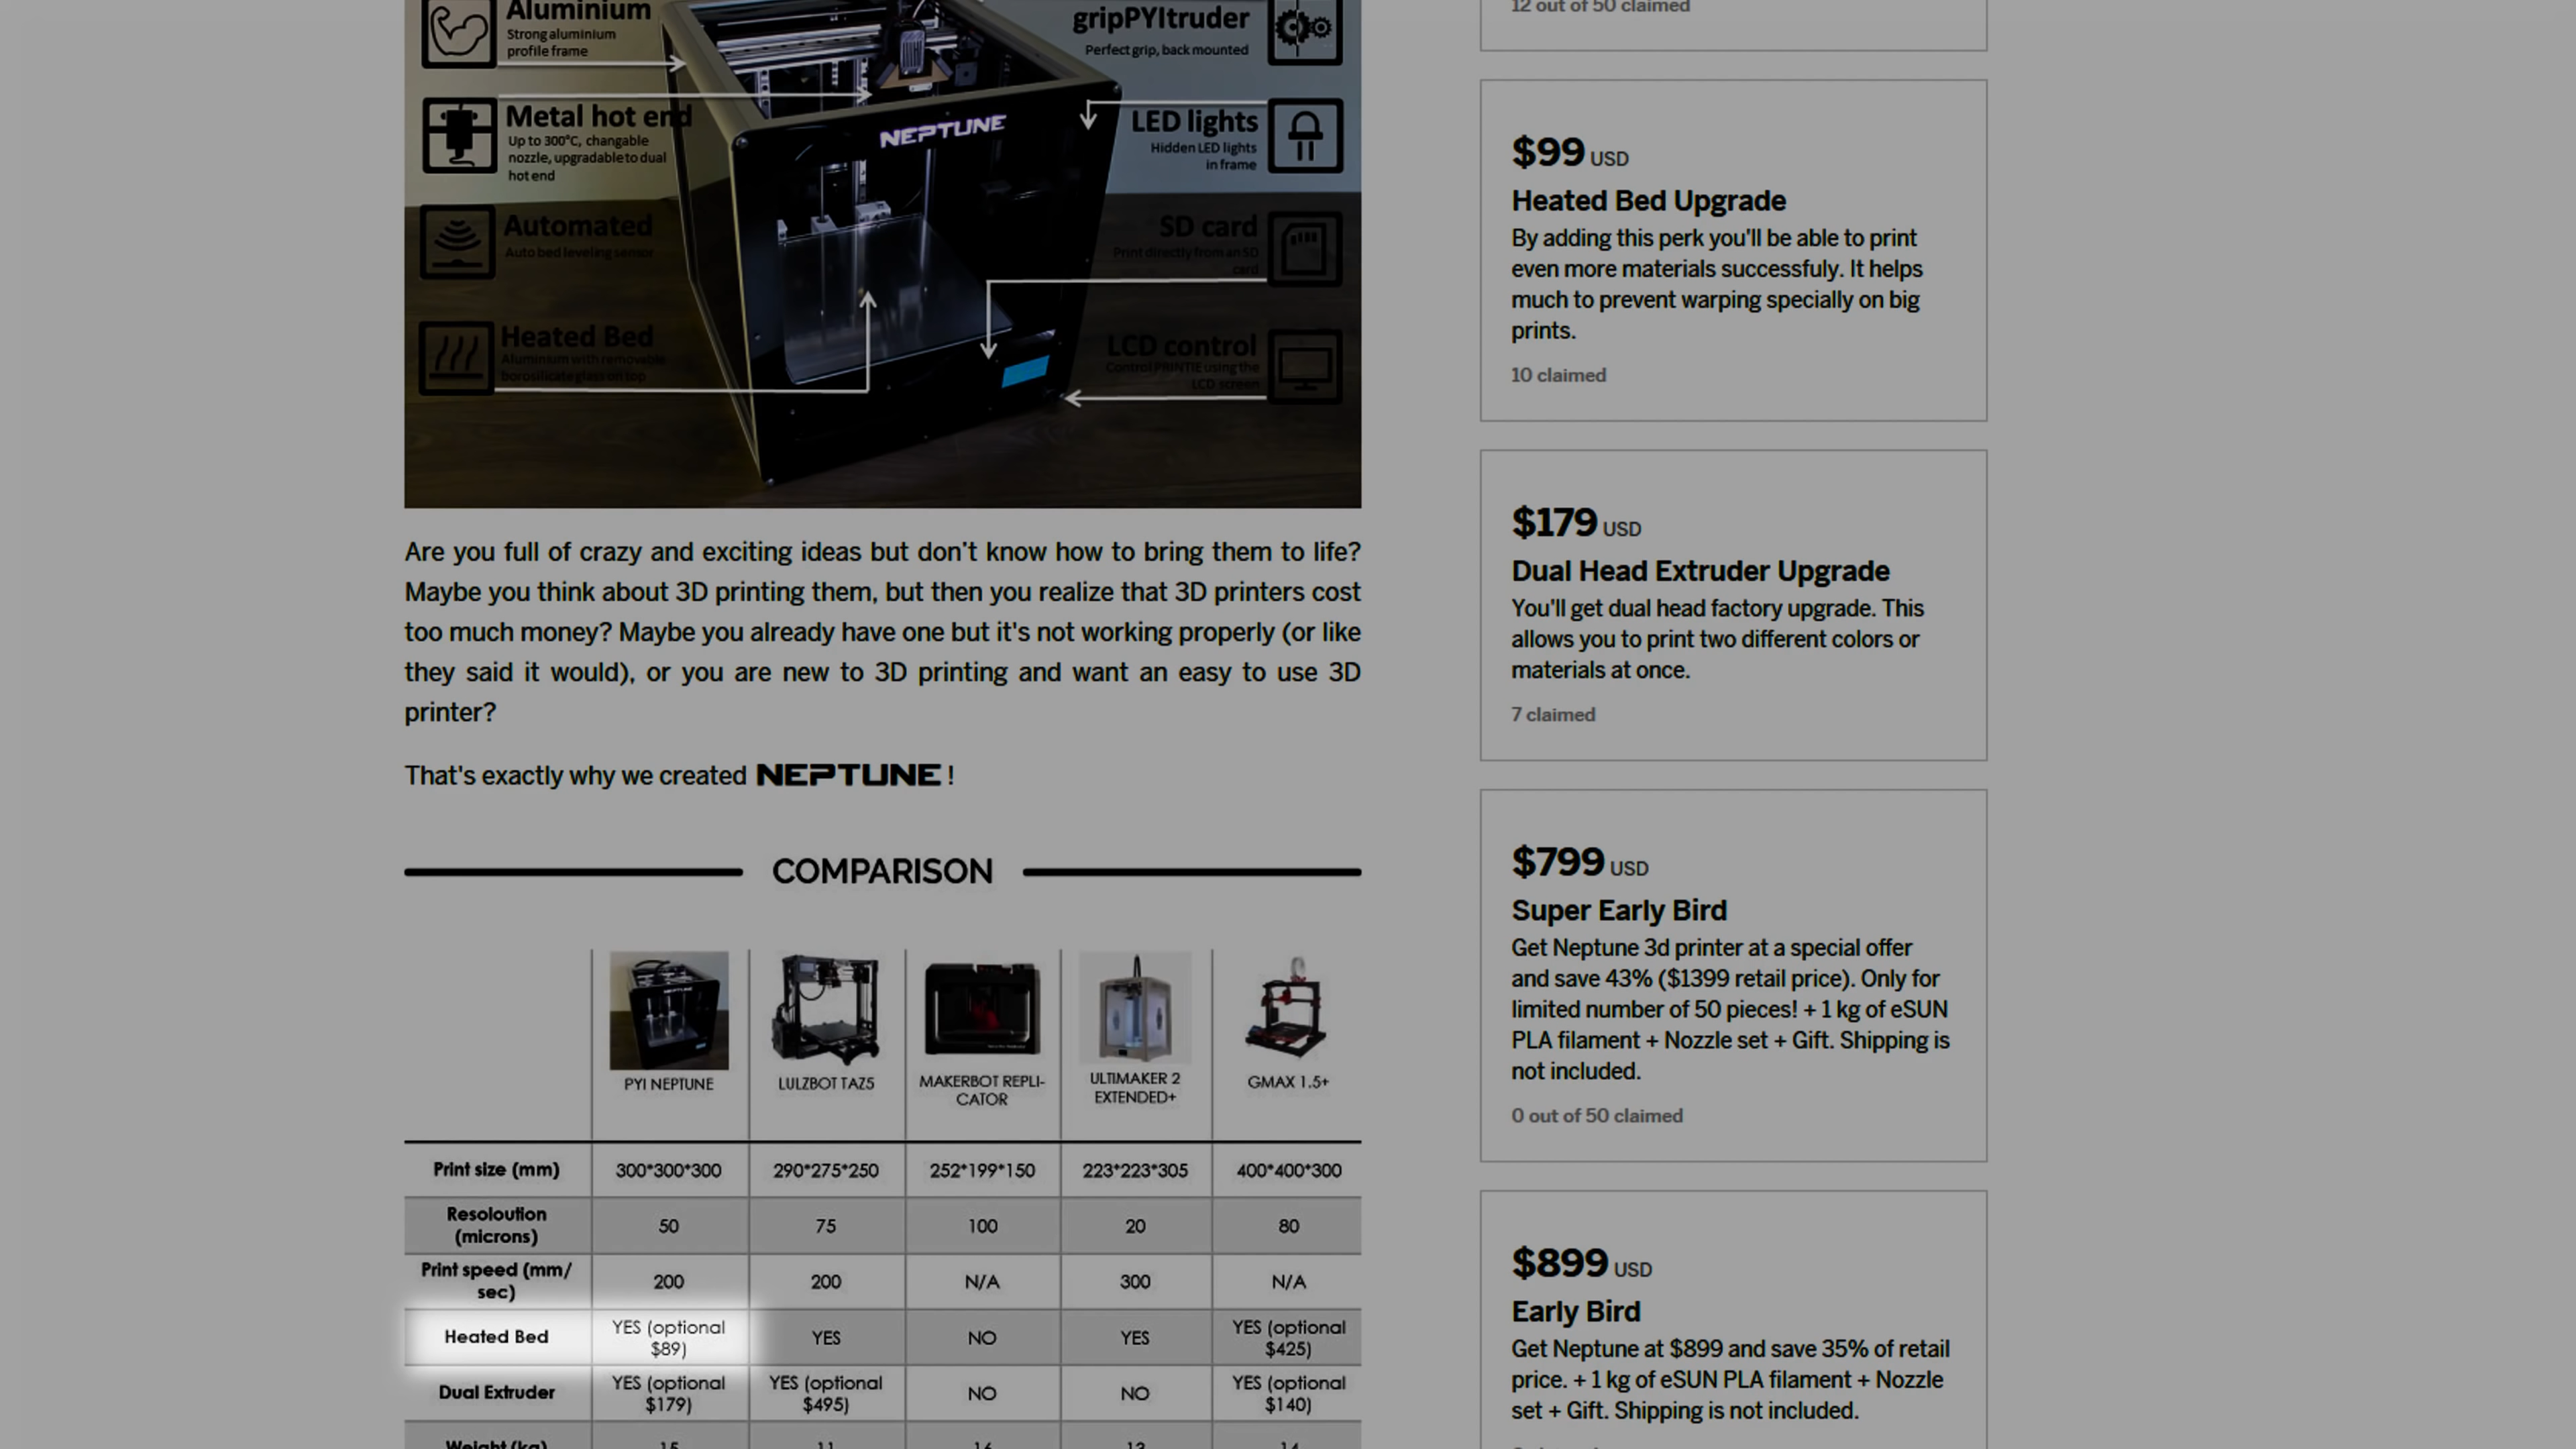 Aluminium
Strong aluminium
profile frame
Metal hot end
Up to 300°C, changable
nozzle, upgradable to dual
hot end
Automated
Auto bed leveling sensor
Heated Bed
Aluminium with removable
borosilicate glass on top
NEPTUNE
gripPYItruder
Perfect grip, back mounted
LED lights
Hidden LED lights
in frame
SD card
Print directly from an SD
card
LCD control
Control PRINTIE using the
LCD screen
Are you full of crazy and exciting ideas but don't know how to bring them to life?
Maybe you think about 3D printing them, but then you realize that 3D printers cost
too much money? Maybe you already have one but it's not working properly (or like
they said it would), or you are new to 3D printing and want an easy to use 3D
printer?
That's exactly why we created NEPTUNE !
COMPARISON
NEPTUNE
PYI NEPTUNE LULZBOT TAZ5 MAKERBOT REPLI-
CATOR ULTIMAKER 2
EXTENDED+ GMAX 1.5+
Print size (mm) 300*300*300 290*275*250 252*199*150 223*223*305 400*400*300
Resoloution
(microns) 50 75 100 20 80
Print speed (mm/
sec) 200 200 N/A 300 N/A
Heated Bed YES (optional
$89) YES NO YES YES (optional
$425)
Dual Extruder YES (optional
$179) YES (optional
$495) NO NO YES (optional
$140)
Weight (kg) 15 11 16 13 14
12 out of 50 claimed
$99 USD
Heated Bed Upgrade
By adding this perk you'll be able to print
even more materials successfuly. It helps
much to prevent warping specially on big
prints.
10 claimed
$179 USD
Dual Head Extruder Upgrade
You'll get dual head factory upgrade. This
allows you to print two different colors or
materials at once.
7 claimed
$799 USD
Super Early Bird
Get Neptune 3d printer at a special offer
and save 43% ($1399 retail price). Only for
limited number of 50 pieces! + 1 kg of eSUN
PLA filament + Nozzle set + Gift. Shipping is
not included.
0 out of 50 claimed
$899 USD
Early Bird
Get Neptune at $899 and save 35% of retail
price. + 1 kg of eSUN PLA filament + Nozzle
set + Gift. Shipping is not included.